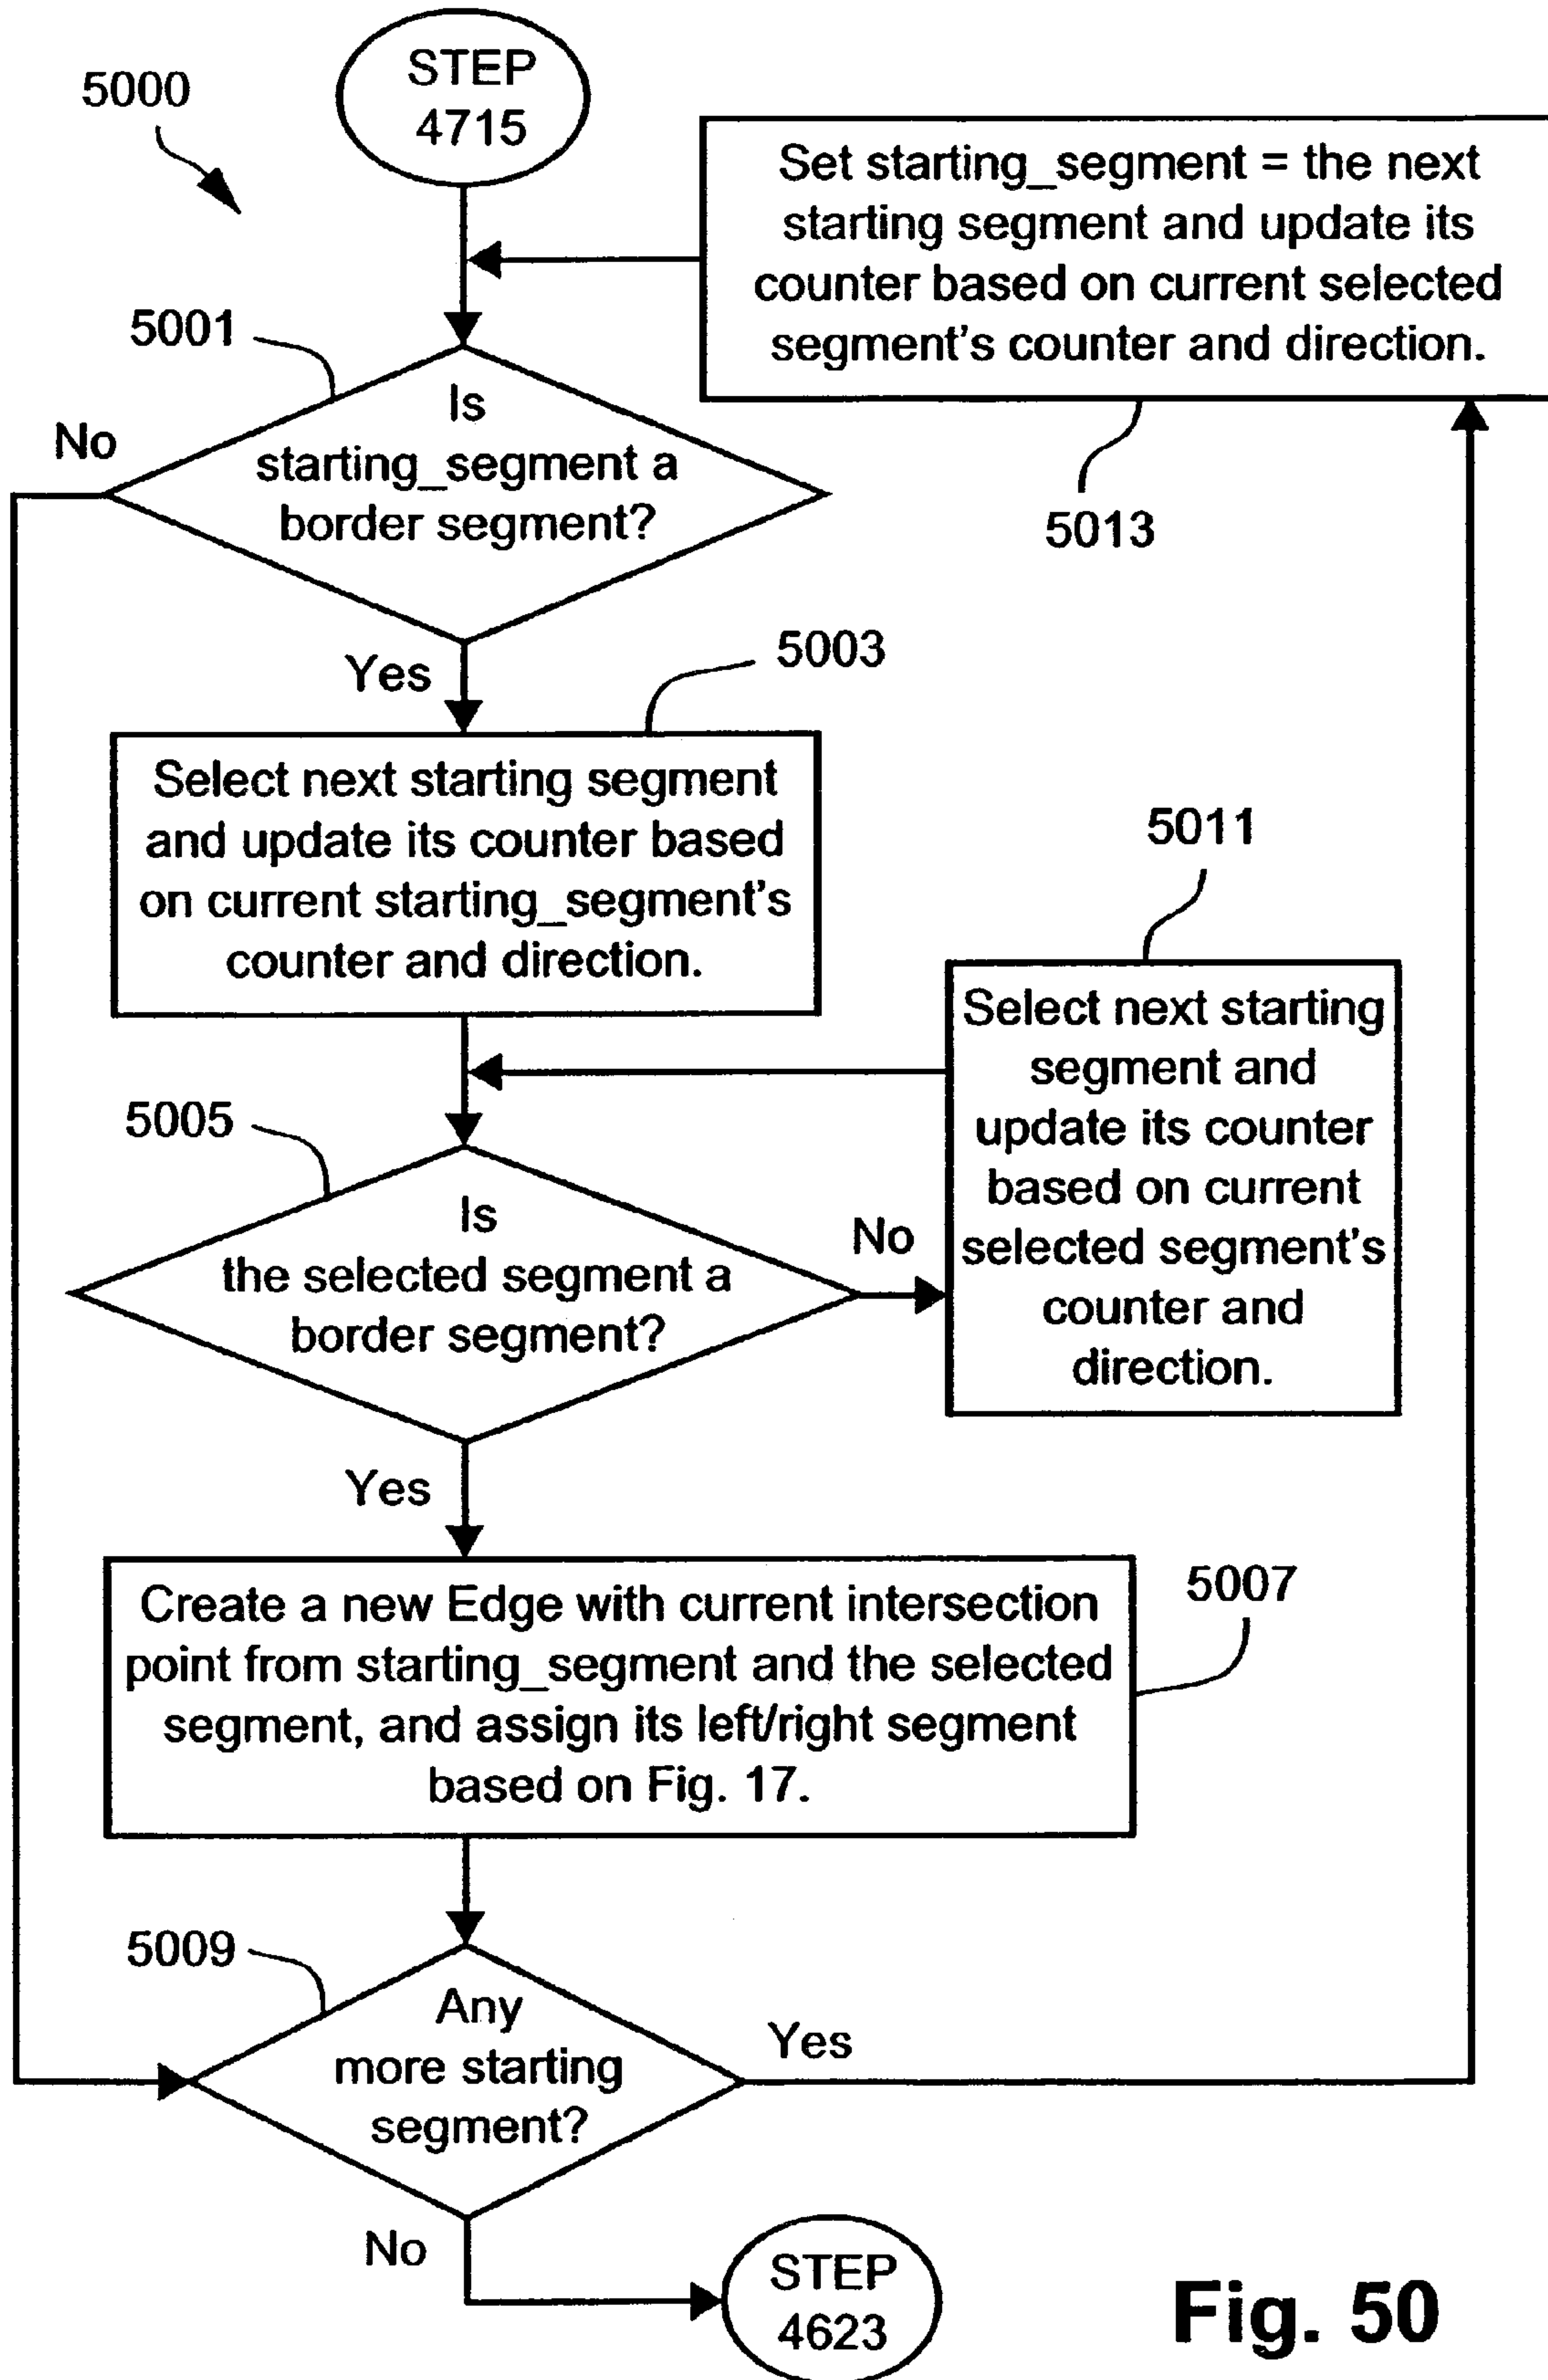 STEP
4715
5000
Set starting_segment = the next
starting segment and update its
counter based on current selected
segment's counter and direction.
5013
5001
Is
starting_segment a
border segment?
No
Yes
5003
Select next starting segment
and update its counter based
on current starting_segment's
counter and direction.
5011
Select next starting
segment and
update its counter
based on current
selected segment's
counter and
direction.
5005
Is
the selected segment a
border segment?
No
Yes
5007
Create a new Edge with current intersection
point from starting_segment and the selected
segment, and assign its left/right segment
based on Fig. 17.
5009
Any
more starting
segment?
Yes
No
STEP
4623
Fig. 50